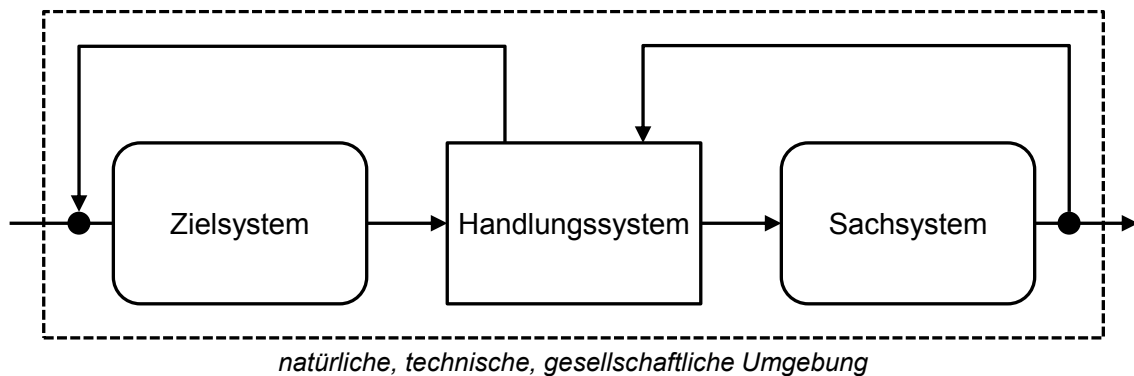 Zielsystem
Handlungssystem
Sachsystem
natürliche, technische, gesellschaftliche Umgebung